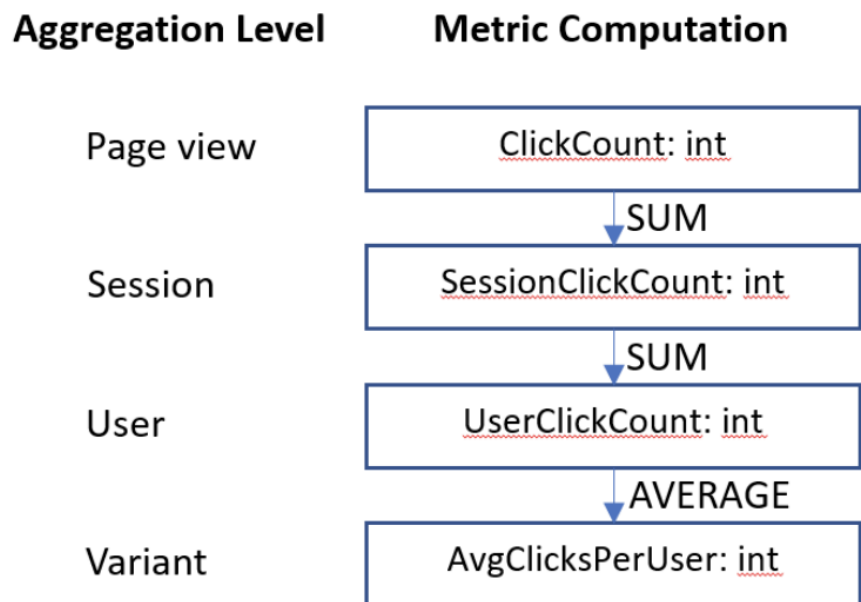 Aggregation Level Metric Computation
Page view ClickCount: int
SUM
Session SessionClickCount: int
SUM
User UserClickCount: int
AVERAGE
Variant AvgClicksPerUser: int